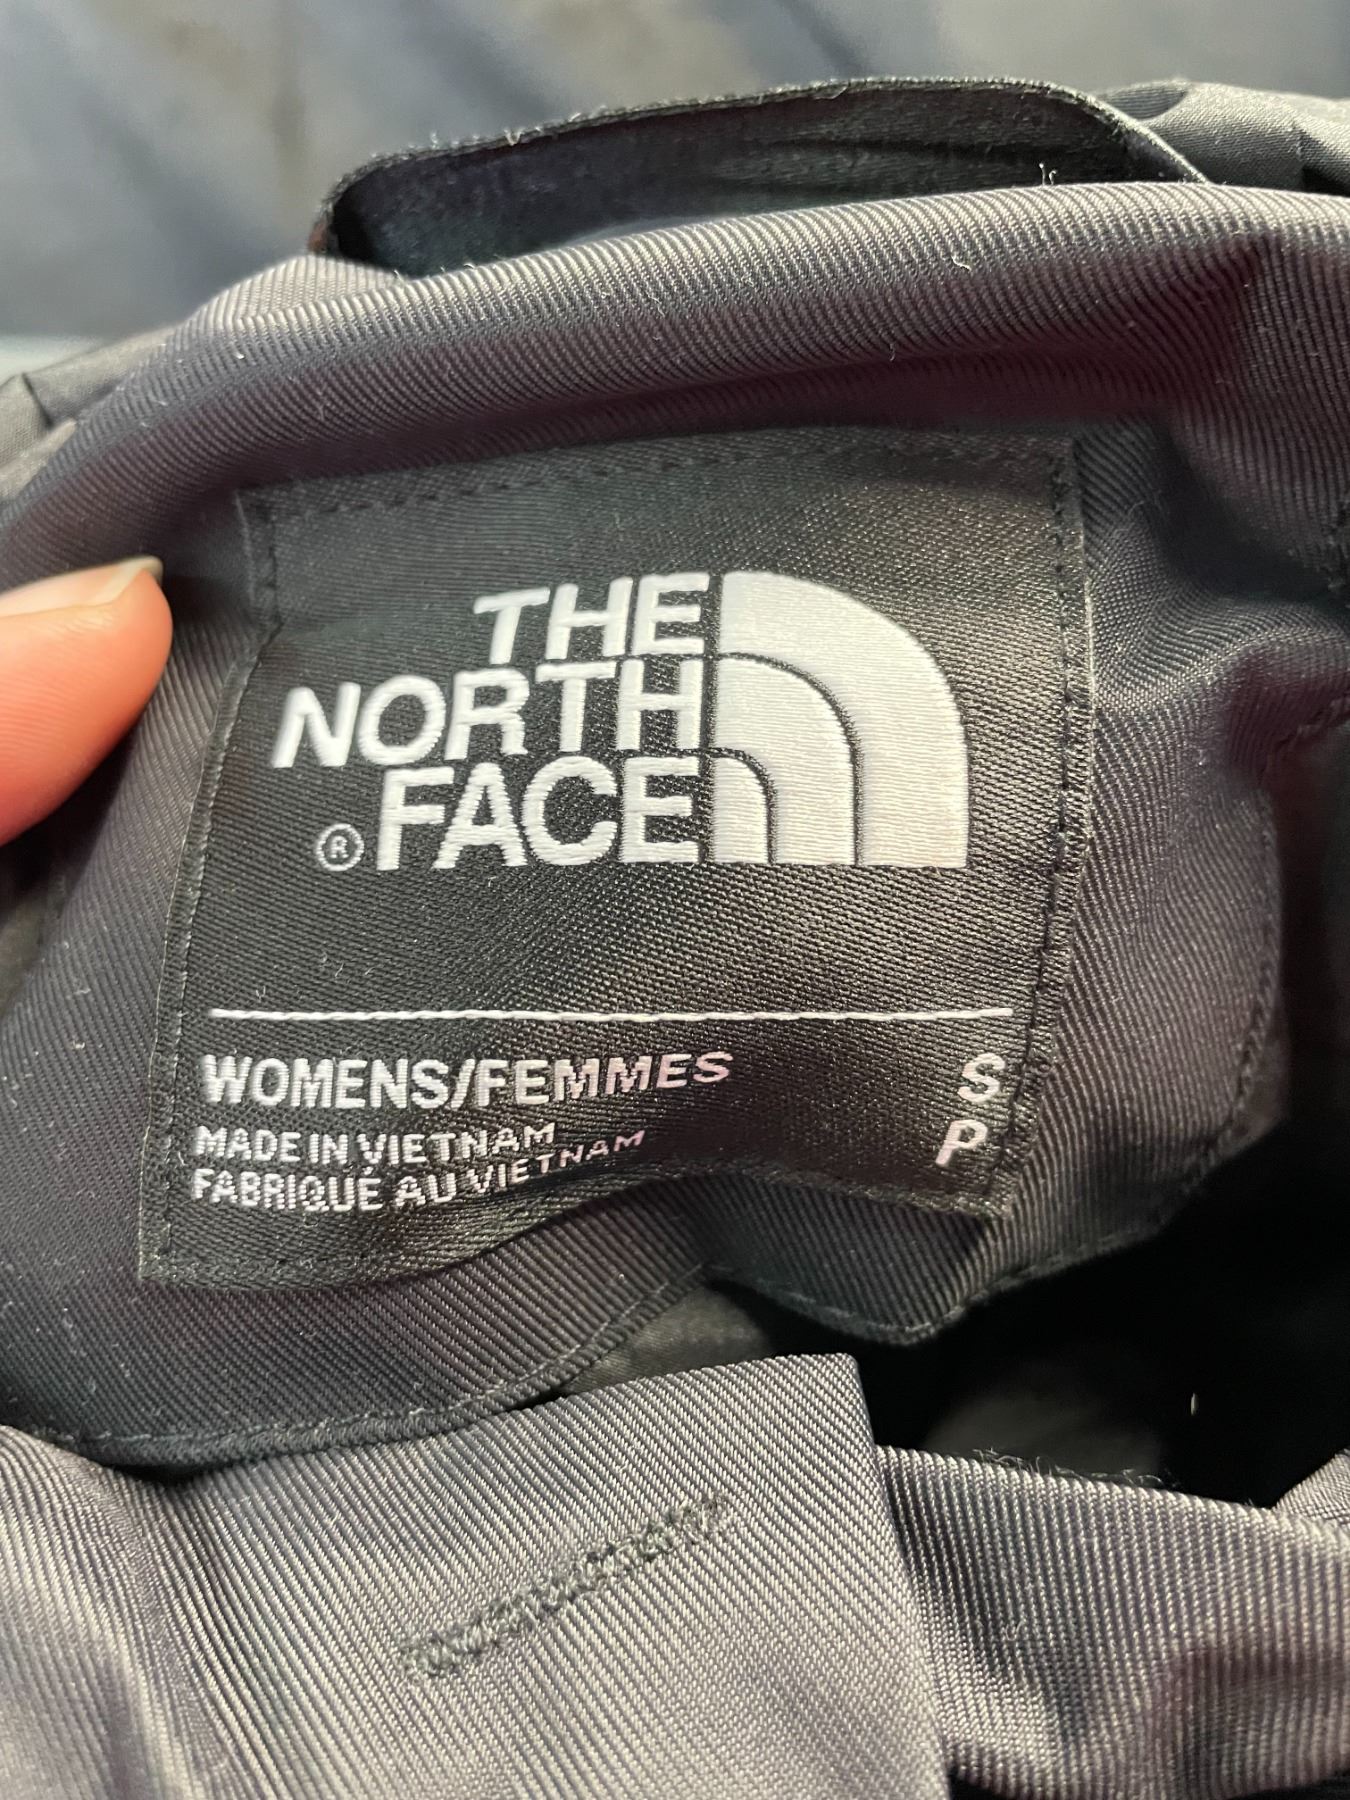 THE
NORTH
® FACE
WOMENS/FEMMES S
MADE IN VIETNAM P
FABRIQUÉ AU VIETNAM